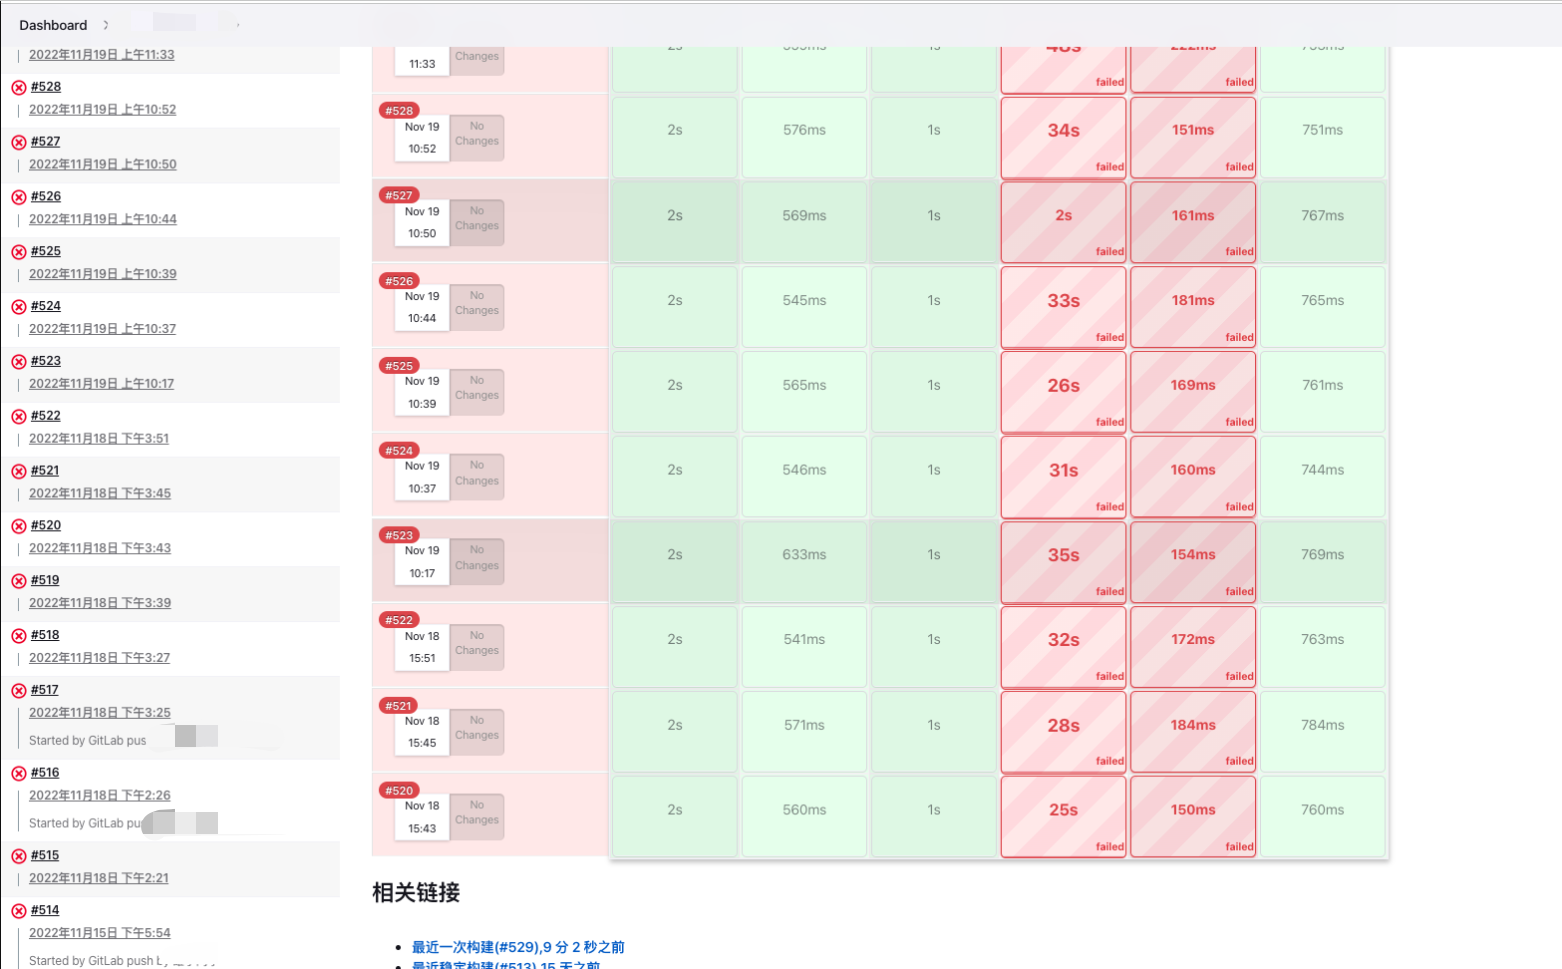 Dashboard
2022年11月19日 上午11:33
#528
2022年11月19日 上午10:52
#527
2022年11月19日 上午10:50
#526
2022年11月19日 上午10:44
#525
2022年11月19日 上午10:39
#524
2022年11月19日 上午10:37
#523
2022年11月19日 上午10:17
#522
2022年11月18日 下午3:51
#521
2022年11月18日 下午3:45
#520
2022年11月18日 下午3:43
#519
2022年11月18日 下午3:39
#518
2022年11月18日 下午3:27
#517
2022年11月18日 下午3:25
Started by GitLab pus
#516
2022年11月18日 下午2:26
Started by GitLab pu
#515
2022年11月18日 下午2:21
#514
2022年11月15日 下午5:54
Started by GitLab push b
11:33
Changes
2s
1s
48s
222ms
failed
failed
#528
Nov 19
10:52
No
Changes
2s
576ms
1s
34s
failed
151ms
failed
751ms
#527
Nov 19
10:50
No
Changes
2s
569ms
1s
2s
failed
161ms
failed
767ms
#526
Nov 19
10:44
No
Changes
2s
545ms
1s
33s
failed
181ms
failed
765ms
#525
Nov 19
10:39
No
Changes
2s
565ms
1s
26s
failed
169ms
failed
761ms
#524
Nov 19
10:37
No
Changes
2s
546ms
1s
31s
failed
160ms
failed
744ms
#523
Nov 19
10:17
No
Changes
2s
633ms
1s
35s
failed
154ms
failed
769ms
#522
Nov 18
15:51
No
Changes
2s
541ms
1s
32s
failed
172ms
failed
763ms
#521
Nov 18
15:45
No
Changes
2s
571ms
1s
28s
failed
184ms
failed
784ms
#520
Nov 18
15:43
No
Changes
2s
560ms
1s
25s
failed
150ms
failed
760ms
相关链接
最近一次构建(#529),9 分 2 秒之前
最近稳定构建(#513),15 天之前